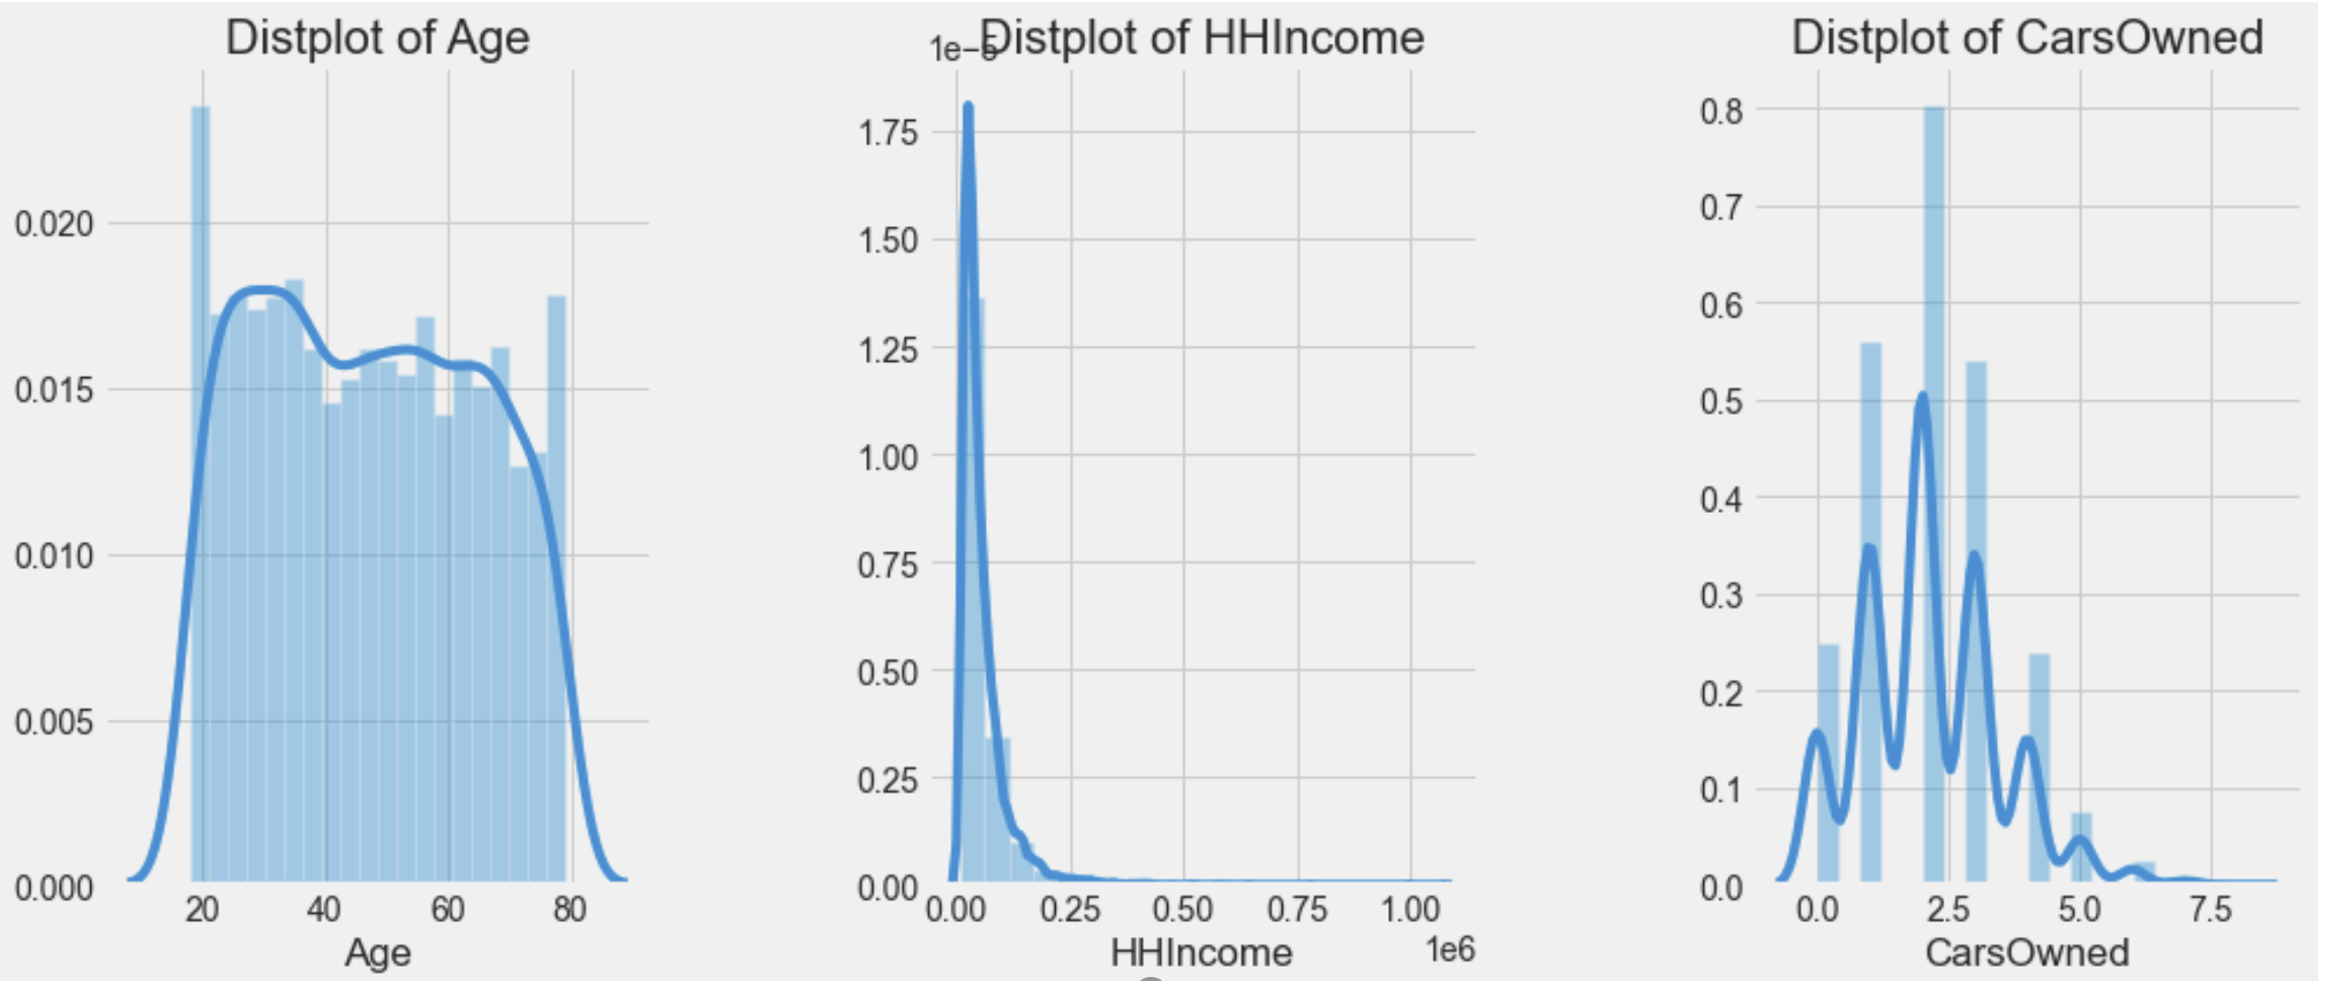 Distplot of Age
0.020
0.015
0.010
0.005
0.000
20 40 60 80
Age
Distplot of HHIncome
1e−5
1.75
1.50
1.25
1.00
0.75
0.50
0.25
0.00
0.00 0.25 0.50 0.75 1.00
1e6
HHIncome
Distplot of CarsOwned
0.8
0.7
0.6
0.5
0.4
0.3
0.2
0.1
0.0
0.0 2.5 5.0 7.5
CarsOwned